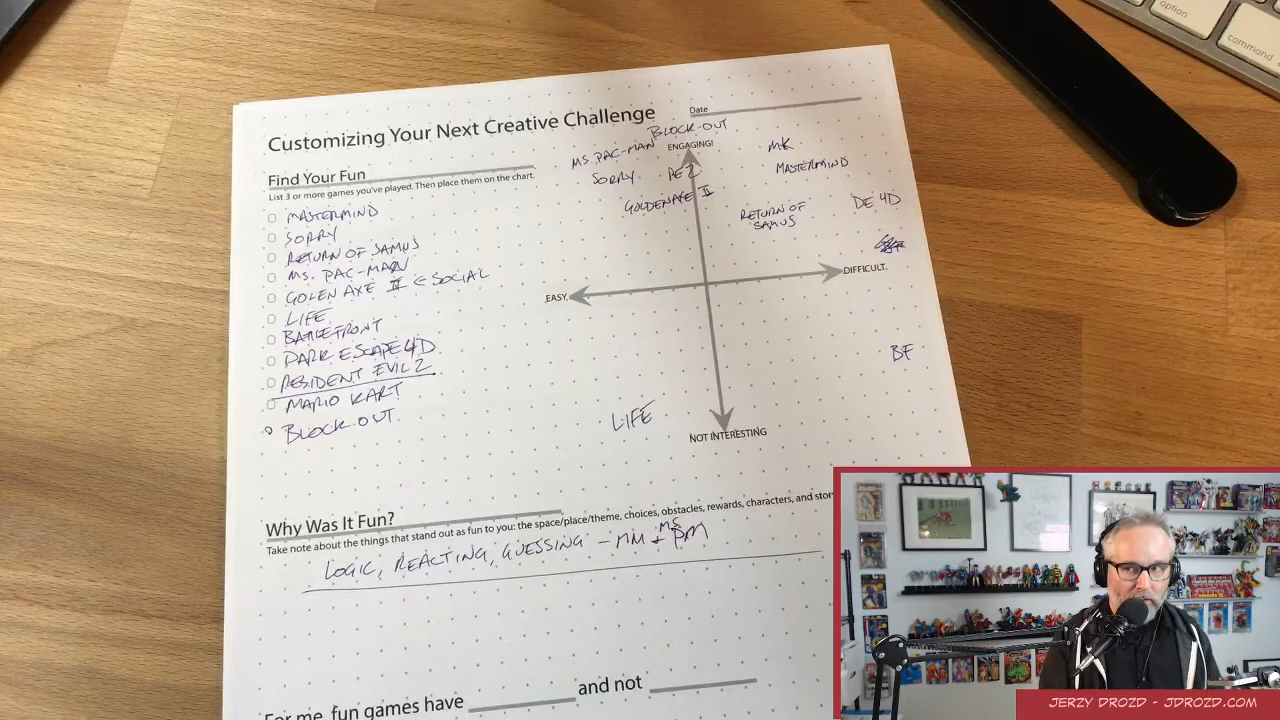 option
command
Customizing Your Next Creative Challenge
Date
Find Your Fun
List 3 or more games you've played. Then place them on the chart.
MASTERMIND
SORRY
RETURN OF SAMUS
MS. PAC-MAN
GOLEN AXE II ← SOCIAL
LIFE
BATTLEFRONT
DARK ESCAPE 4D
RESIDENT EVIL 2
MARIO KART
BLOCK OUT
BLOCK-OUT
MS. PAC-MAN
ENGAGING!
MK
SORRY
RE2
MASTERMIND
GOLDEN AXE II
RETURN OF
SAMUS
DE 4D
EASY
DIFFICULT.
BF
LIFE
NOT INTERESTING
Why Was It Fun?
Take note about the things that stand out as fun to you: the space/place/theme, choices, obstacles, rewards, characters, and
LOGIC, REACTING, GUESSING - MM + MS PM
For me, fun games have and not
JERZY DROZD - JDROZD.COM